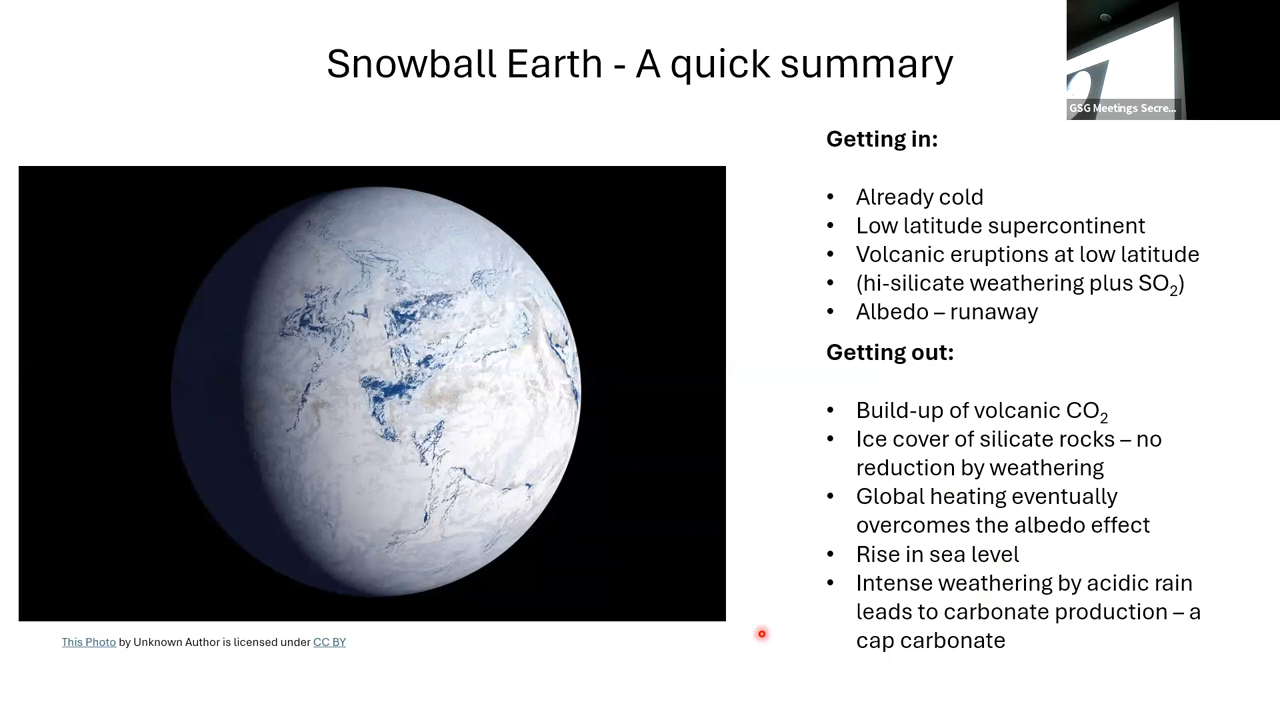 Snowball Earth - A quick summary
GSG Meetings Secre...
Getting in:
• Already cold
• Low latitude supercontinent
• Volcanic eruptions at low latitude
• (hi-silicate weathering plus SO₂)
• Albedo – runaway
Getting out:
• Build-up of volcanic CO₂
• Ice cover of silicate rocks – no
reduction by weathering
• Global heating eventually
overcomes the albedo effect
• Rise in sea level
• Intense weathering by acidic rain
leads to carbonate production – a
cap carbonate
This Photo by Unknown Author is licensed under CC BY